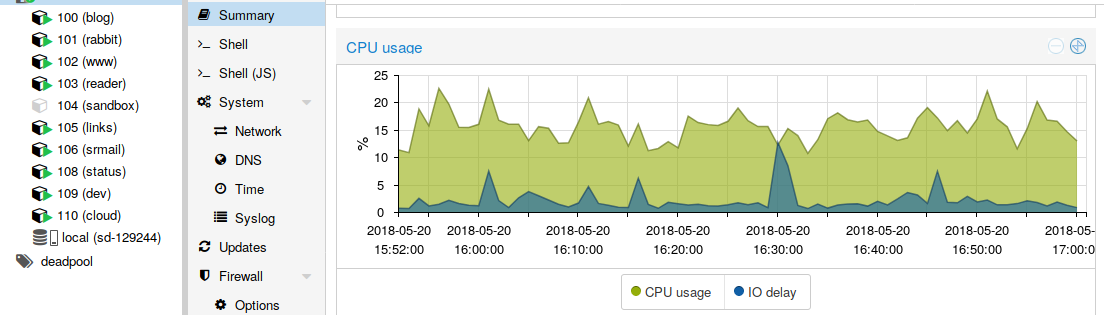 100 (blog)
101 (rabbit)
102 (www)
103 (reader)
104 (sandbox)
105 (links)
106 (srmail)
108 (status)
109 (dev)
110 (cloud)
local (sd-129244)
deadpool
Summary
Shell
Shell (JS)
System
Network
DNS
Time
Syslog
Updates
Firewall
Options
CPU usage
25
20
15
10
5
0
%
2018-05-20 2018-05-20 2018-05-20 2018-05-20 2018-05-20 2018-05-20 2018-05-20 2018-05-
15:52:00 16:00:00 16:10:00 16:20:00 16:30:00 16:40:00 16:50:00 17:00:0
CPU usage IO delay